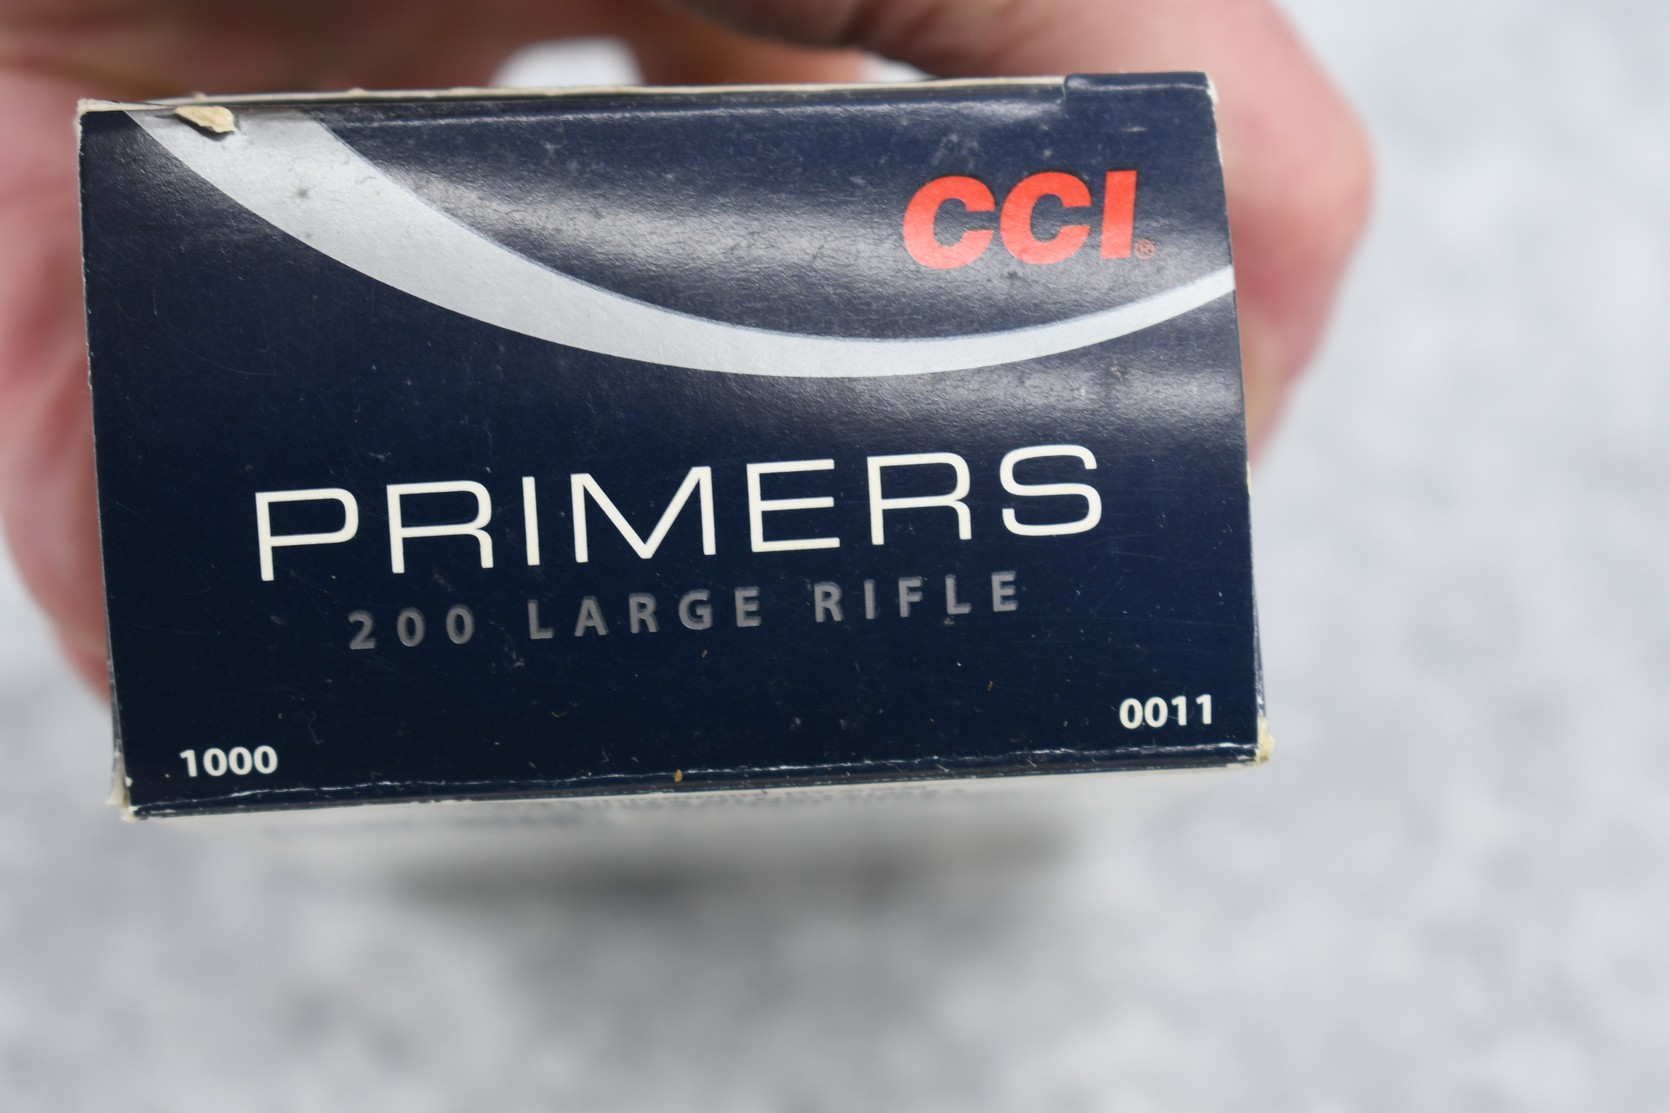 CCI®
PRIMERS
200 LARGE RIFLE
0011
1000